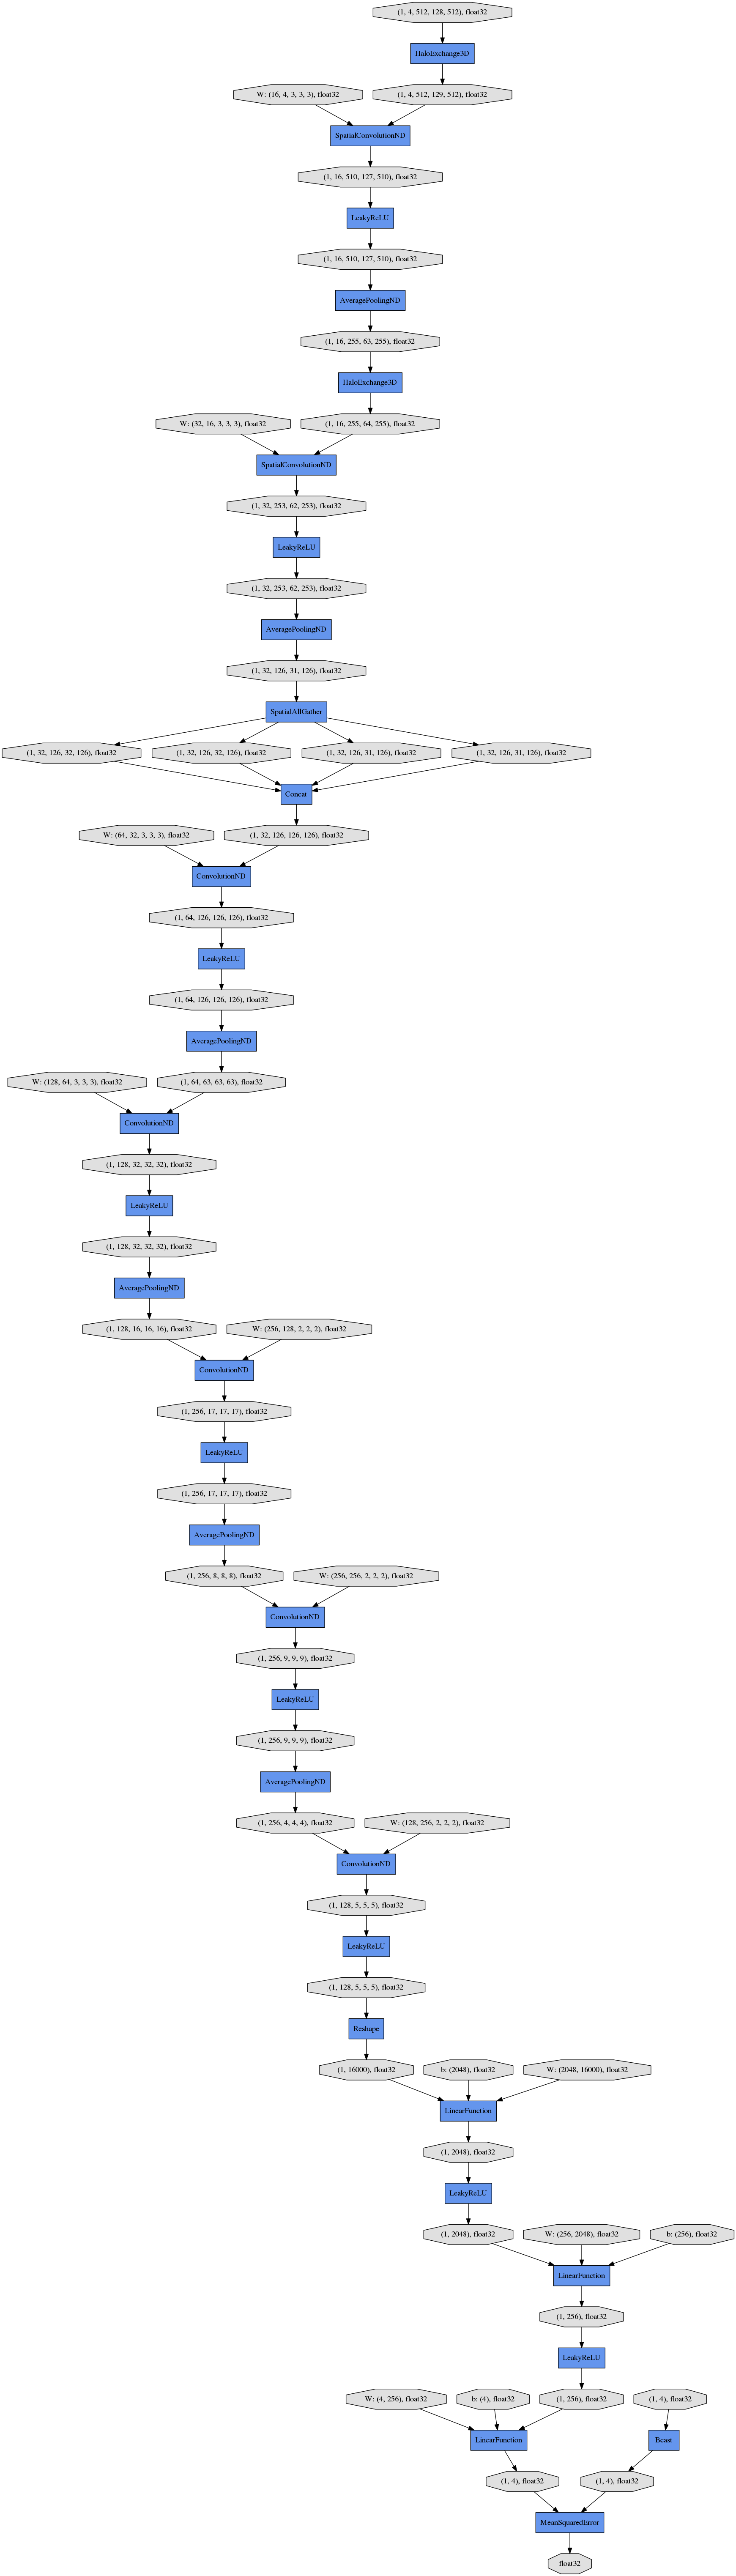 (1, 4, 512, 128, 512), float32
HaloExchange3D
W: (16, 4, 3, 3, 3), float32
(1, 4, 512, 129, 512), float32
SpatialConvolutionND
(1, 16, 510, 127, 510), float32
LeakyReLU
(1, 16, 510, 127, 510), float32
AveragePoolingND
(1, 16, 255, 63, 255), float32
HaloExchange3D
W: (32, 16, 3, 3, 3), float32
(1, 16, 255, 64, 255), float32
SpatialConvolutionND
(1, 32, 253, 62, 253), float32
LeakyReLU
(1, 32, 253, 62, 253), float32
AveragePoolingND
(1, 32, 126, 31, 126), float32
SpatialAllGather
(1, 32, 126, 32, 126), float32
(1, 32, 126, 32, 126), float32
(1, 32, 126, 31, 126), float32
(1, 32, 126, 31, 126), float32
Concat
W: (64, 32, 3, 3, 3), float32
(1, 32, 126, 126, 126), float32
ConvolutionND
(1, 64, 126, 126, 126), float32
LeakyReLU
(1, 64, 126, 126, 126), float32
AveragePoolingND
W: (128, 64, 3, 3, 3), float32
(1, 64, 63, 63, 63), float32
ConvolutionND
(1, 128, 32, 32, 32), float32
LeakyReLU
(1, 128, 32, 32, 32), float32
AveragePoolingND
(1, 128, 16, 16, 16), float32
W: (256, 128, 2, 2, 2), float32
ConvolutionND
(1, 256, 17, 17, 17), float32
LeakyReLU
(1, 256, 17, 17, 17), float32
AveragePoolingND
(1, 256, 8, 8, 8), float32
W: (256, 256, 2, 2, 2), float32
ConvolutionND
(1, 256, 9, 9, 9), float32
LeakyReLU
(1, 256, 9, 9, 9), float32
AveragePoolingND
(1, 256, 4, 4, 4), float32
W: (128, 256, 2, 2, 2), float32
ConvolutionND
(1, 128, 5, 5, 5), float32
LeakyReLU
(1, 128, 5, 5, 5), float32
Reshape
(1, 16000), float32
b: (2048), float32
W: (2048, 16000), float32
LinearFunction
(1, 2048), float32
LeakyReLU
(1, 2048), float32
W: (256, 2048), float32
b: (256), float32
LinearFunction
(1, 256), float32
LeakyReLU
W: (4, 256), float32
b: (4), float32
(1, 256), float32
(1, 4), float32
LinearFunction
Bcast
(1, 4), float32
(1, 4), float32
MeanSquaredError
float32